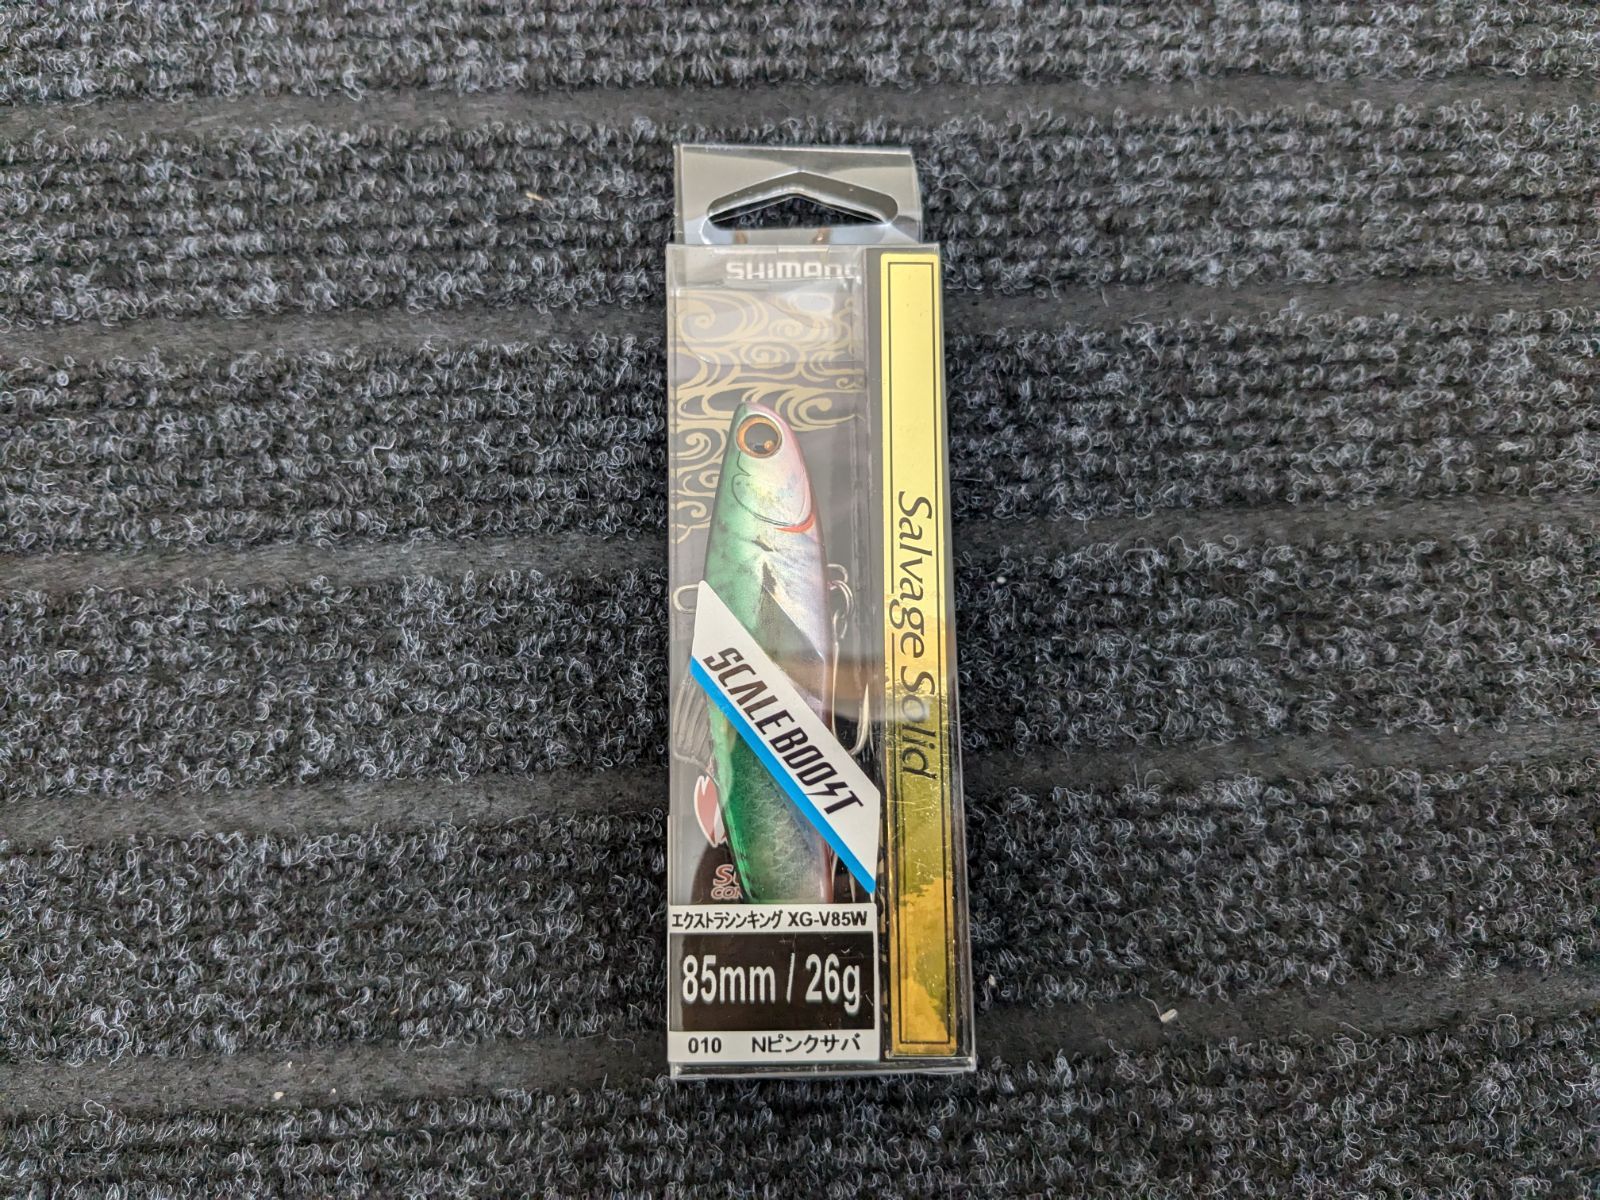 SHIMANO
Salvage Solid
SCALE BOOST
エクストラシンキング XG-V85W
85mm / 26g
010 Nピンクサバ